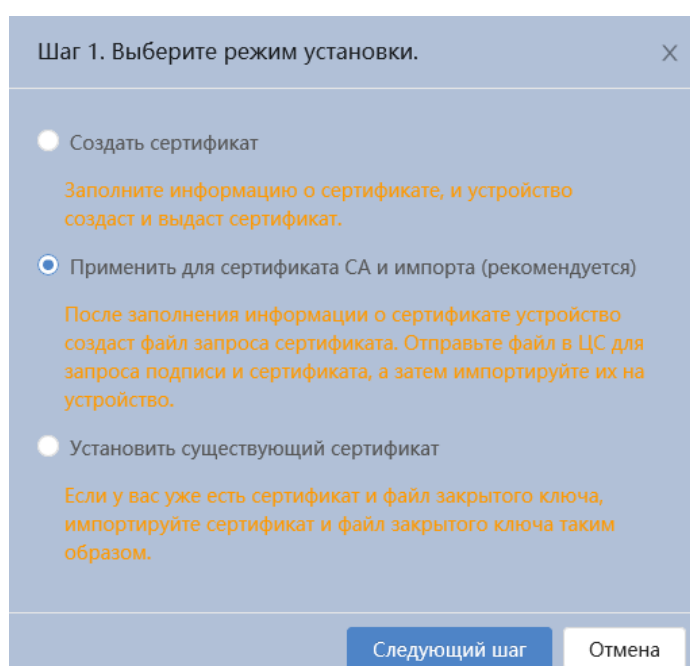 Шаг 1. Выберите режим установки.
Создать сертификат
Заполните информацию о сертификате, и устройство
создаст и выдаст сертификат.
Применить для сертификата СА и импорта (рекомендуется)
После заполнения информации о сертификате устройство
создаст файл запроса сертификата. Отправьте файл в ЦС для
запроса подписи и сертификата, а затем импортируйте их на
устройство.
Установить существующий сертификат
Если у вас уже есть сертификат и файл закрытого ключа,
импортируйте сертификат и файл закрытого ключа таким
образом.
Следующий шаг
Отмена